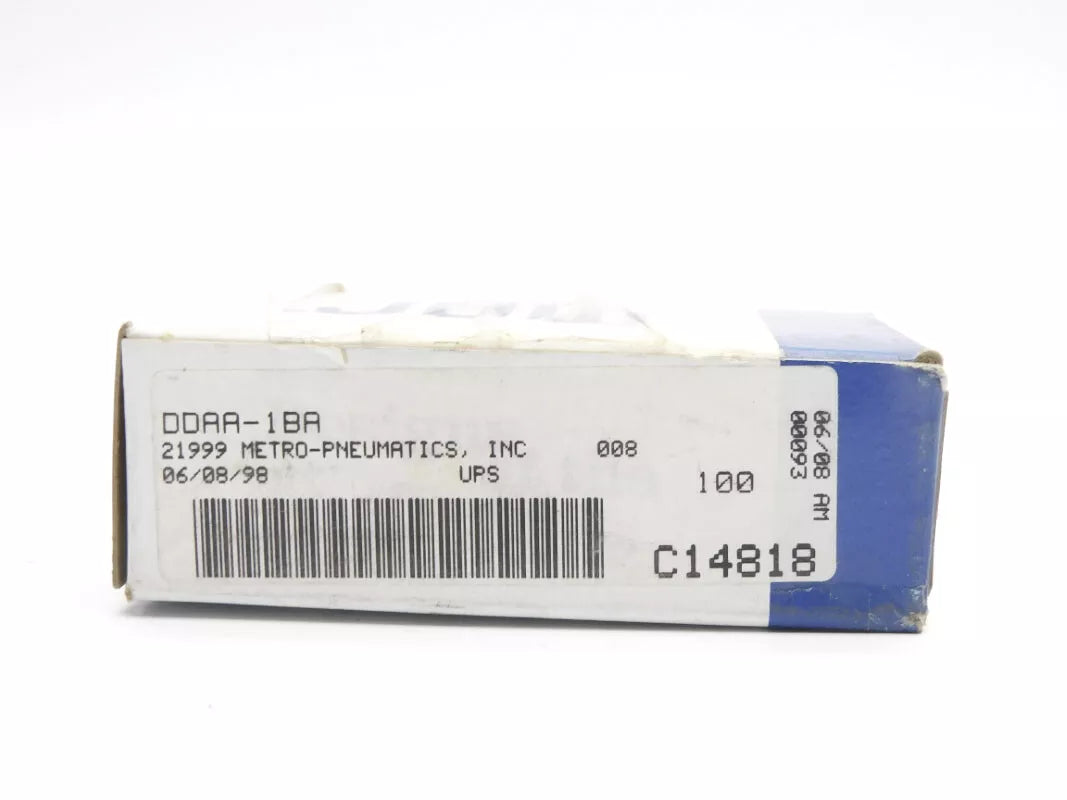 DDAA-1BA
21999 METRO-PNEUMATICS, INC 008
06/08/98 UPS
100
C14818
06/08 AM
00093